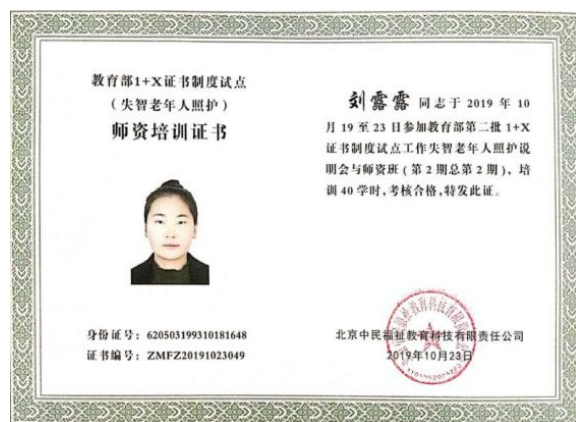 教育部1+X证书制度试点
（失智老年人照护）
师资培训证书
身份证号：620503199310181648
证书编号：ZMFZ20191023049
刘露露 同志于 2019 年 10
月 19 至 23 日参加教育部第二批 1+X
证书制度试点工作失智老年人照护说
明会与师资班（第 2 期总第 2 期），培
训 40 学时，考核合格，特发此证。
北京中民福祉教育科技有限责任公司
2019年10月23日